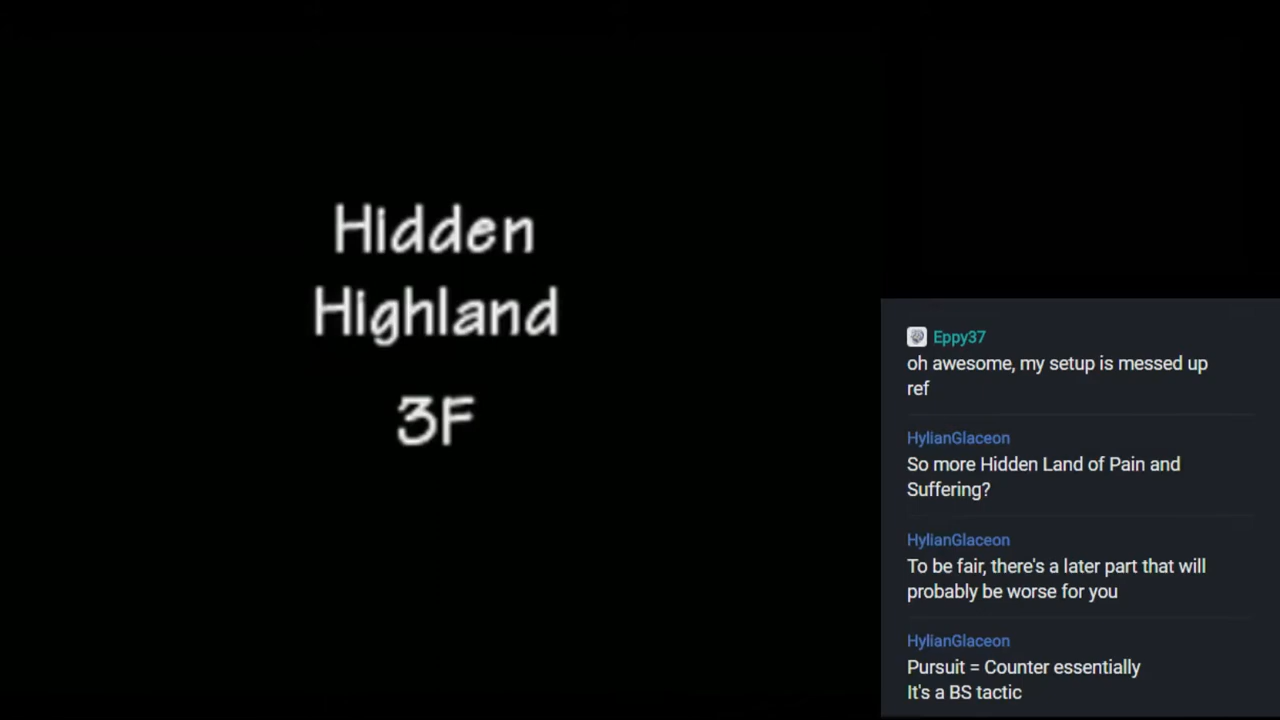 Hidden
Highland
3F
Eppy37
oh awesome, my setup is messed up
ref
HylianGlaceon
So more Hidden Land of Pain and
Suffering?
HylianGlaceon
To be fair, there's a later part that will
probably be worse for you
HylianGlaceon
Pursuit = Counter essentially
It's a BS tactic